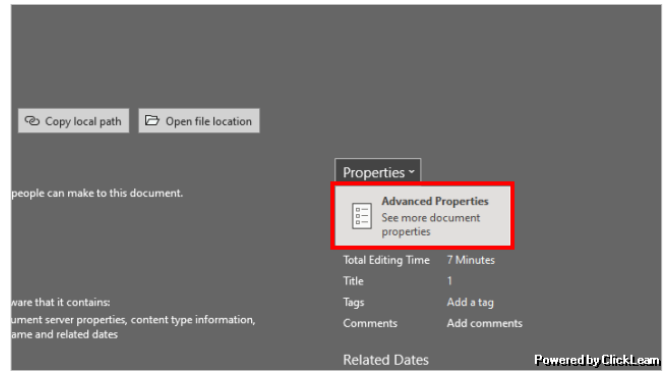 Copy local path
Open file location
Properties
people can make to this document.
Advanced Properties
See more document
properties
Total Editing Time 7 Minutes
Title 1
Tags Add a tag
ware that it contains:
Comments Add comments
ument server properties, content type information,
ame and related dates
Related Dates
Powered by ClickLearn